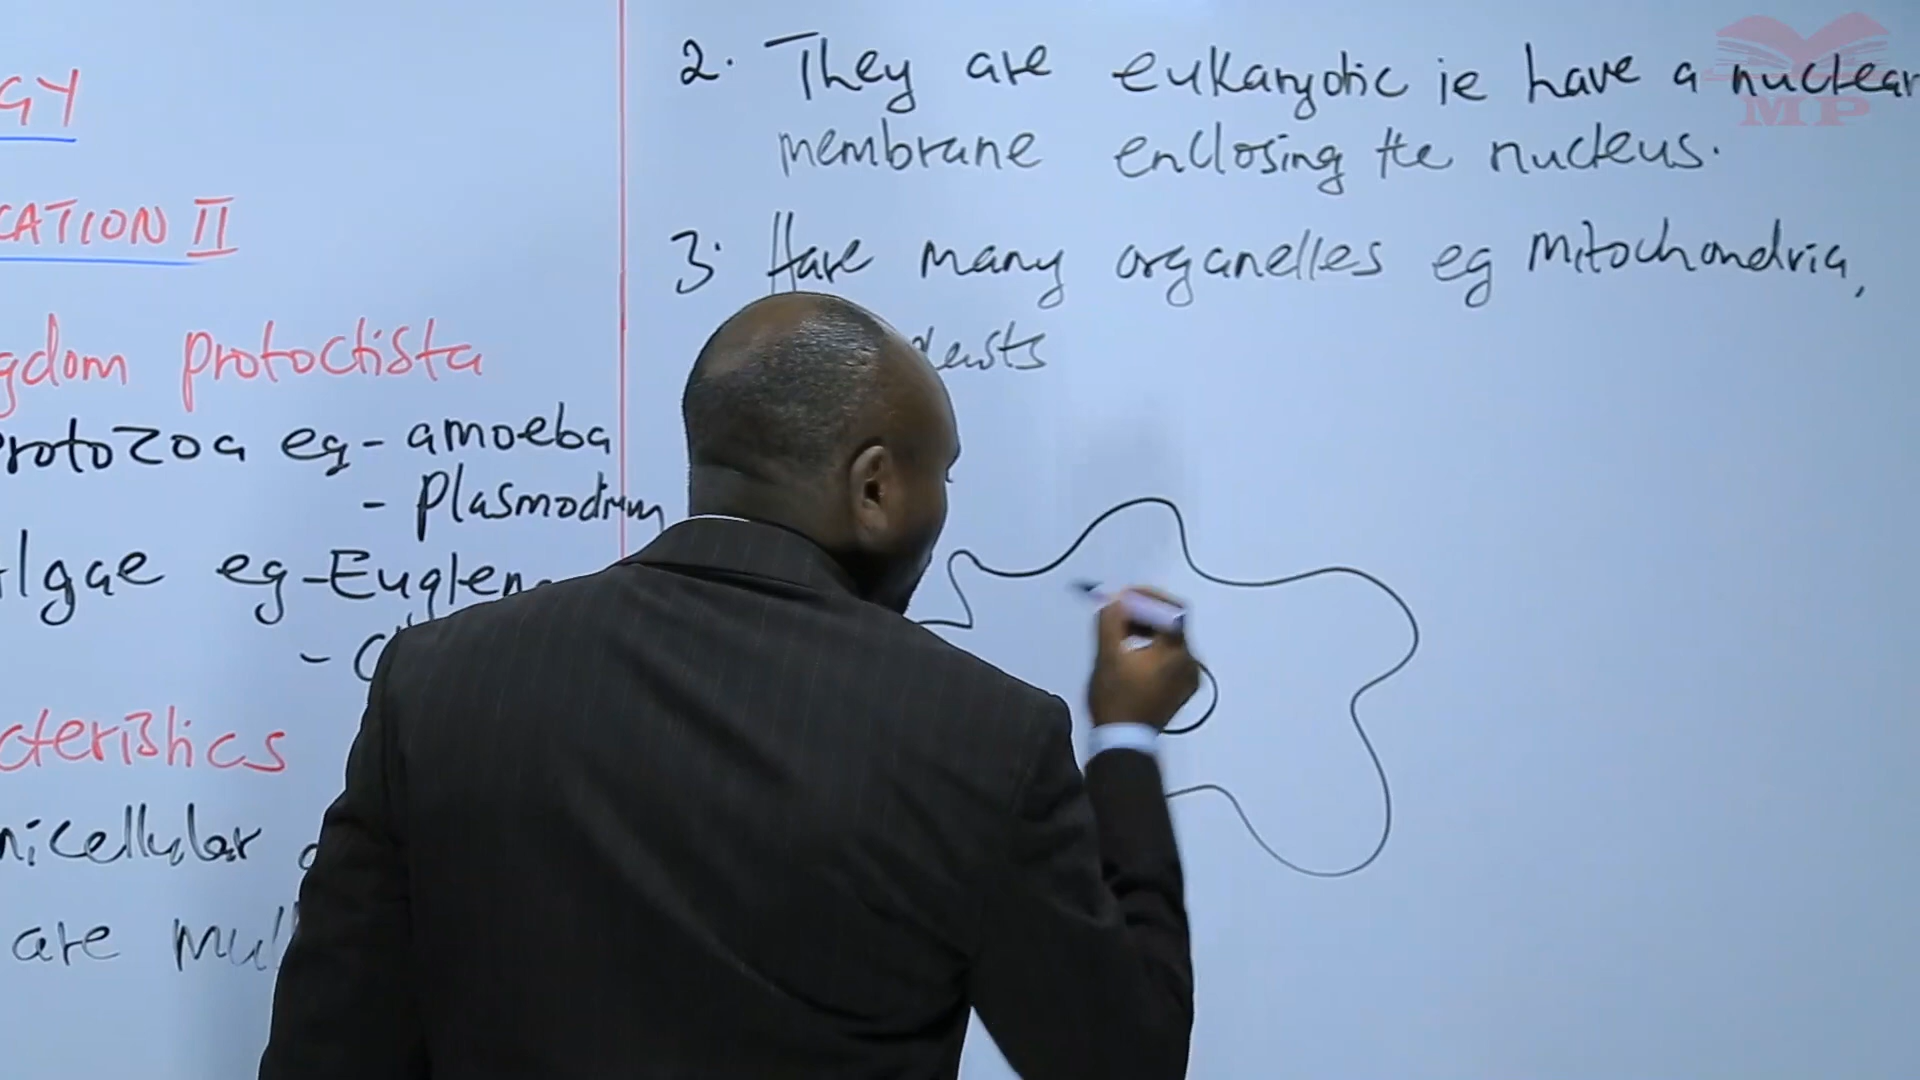 GY
CATION II
gdom protoctista
rotozoa eg - amoeba
- Plasmodium
lgae eg - Euglen
- C
cteristics
nicellular
are mul
2. They are eukaryotic ie have a nuclear
membrane enclosing the nucleus.
3. Have many organelles eg mitochondria,
MP